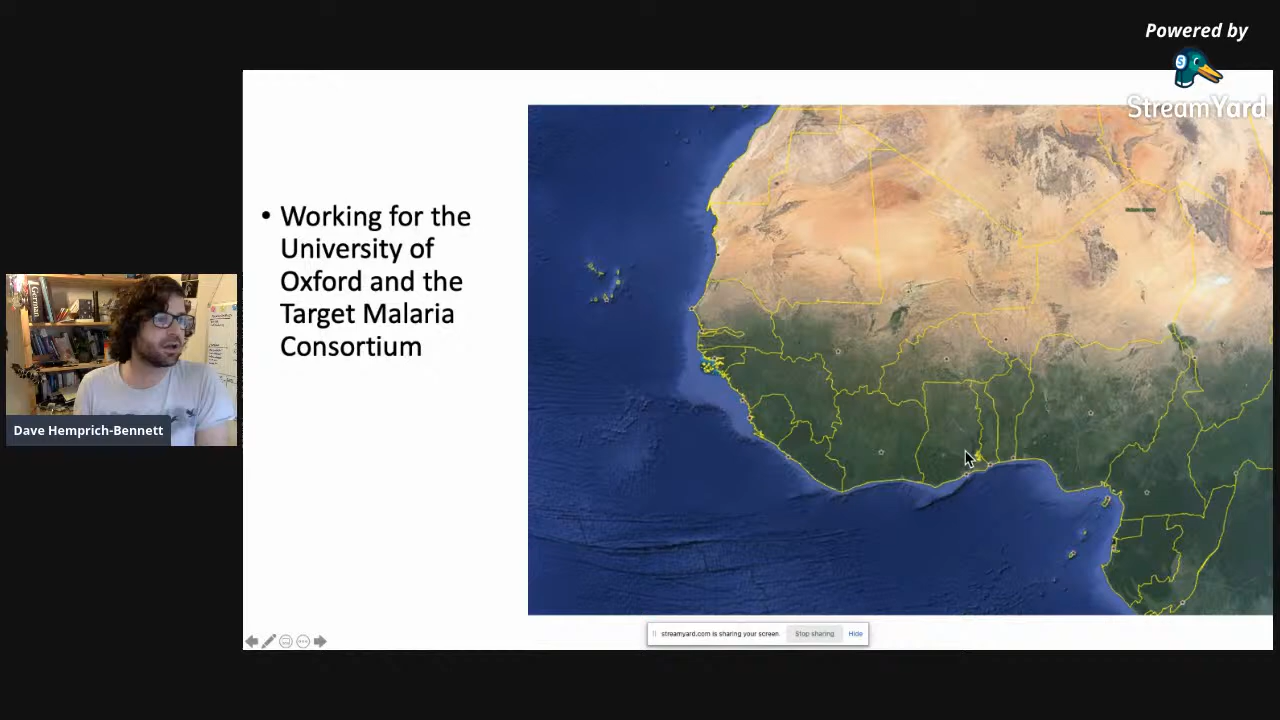 Powered by
StreamYard
• Working for the
University of
Oxford and the
Target Malaria
Consortium
German
Dave Hemprich-Bennett
streamyard.com is sharing your screen.
Stop sharing
Hide